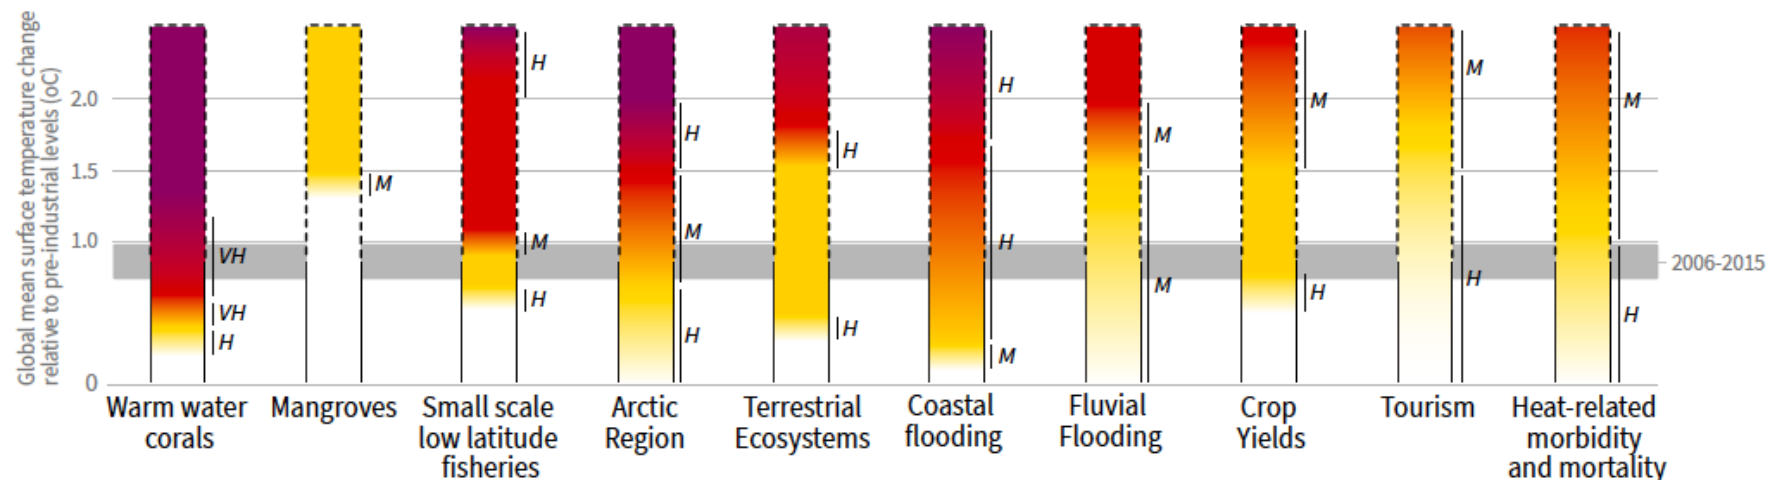 Global mean surface temperature change
relative to pre-industrial levels (oC)
2.0
1.5
1.0
0
VH
VH
H
M
H
M
H
H
M
H
H
H
H
H
M
M
M
M
H
M
H
M
H
2006-2015
Warm water
corals
Mangroves
Small scale
low latitude
fisheries
Arctic
Region
Terrestrial
Ecosystems
Coastal
flooding
Fluvial
Flooding
Crop
Yields
Tourism
Heat-related
morbidity
and mortality